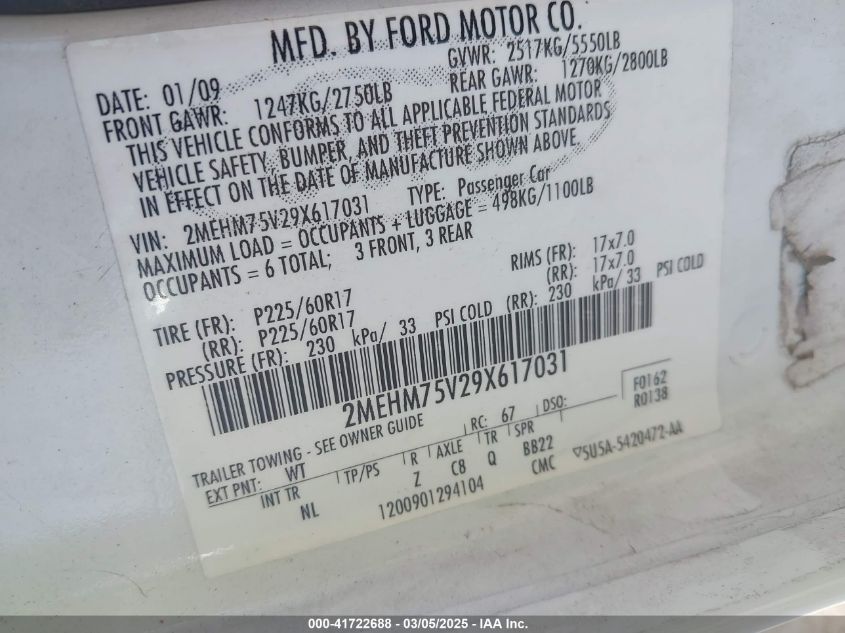 MFD. BY FORD MOTOR CO.
DATE: 01/09 GVWR: 2517KG/5550LB
FRONT GAWR: 1247KG/2750LB REAR GAWR: 1270KG/2800LB
THIS VEHICLE CONFORMS TO ALL APPLICABLE FEDERAL MOTOR
VEHICLE SAFETY, BUMPER, AND THEFT PREVENTION STANDARDS
IN EFFECT ON THE DATE OF MANUFACTURE SHOWN ABOVE
VIN: 2MEHM75V29X617031 TYPE: Passenger Car
MAXIMUM LOAD = OCCUPANTS + LUGGAGE = 498KG/1100LB
OCCUPANTS = 6 TOTAL; 3 FRONT, 3 REAR
TIRE (FR): P225/60R17 RIMS (FR): 17x7.0
(RR): P225/60R17 (RR): 17x7.0
PRESSURE (FR): 230 kPa/ 33 PSI COLD (RR): 230 kPa/ 33 PSI COLD
2MEHM75V29X617031
TRAILER TOWING - SEE OWNER GUIDE F0162
EXT PNT: WT RC: 67 DSO: R0138
INT TR TP/PS R AXLE TR SPR
NL Z C8 Q BB22
1200901294104 CMC ▽5U5A-5420472-AA
000-41722688 - 03/05/2025 - IAA Inc.